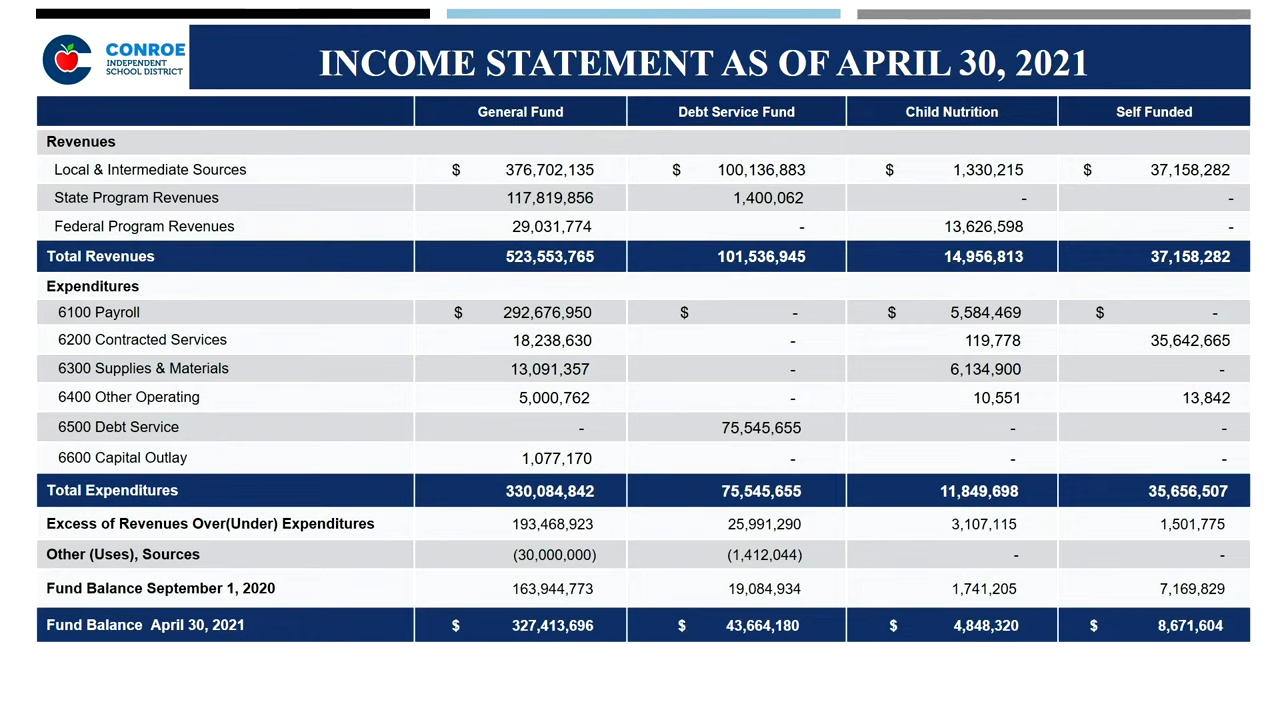 CONROE
INDEPENDENT
SCHOOL DISTRICT
INCOME STATEMENT AS OF APRIL 30, 2021
General Fund Debt Service Fund Child Nutrition Self Funded
Revenues
Local & Intermediate Sources $ 376,702,135 $ 100,136,883 $ 1,330,215 $ 37,158,282
State Program Revenues 117,819,856 1,400,062 - -
Federal Program Revenues 29,031,774 - 13,626,598 -
Total Revenues 523,553,765 101,536,945 14,956,813 37,158,282
Expenditures
6100 Payroll $ 292,676,950 $ - $ 5,584,469 $ -
6200 Contracted Services 18,238,630 - 119,778 35,642,665
6300 Supplies & Materials 13,091,357 - 6,134,900 -
6400 Other Operating 5,000,762 - 10,551 13,842
6500 Debt Service - 75,545,655 - -
6600 Capital Outlay 1,077,170 - - -
Total Expenditures 330,084,842 75,545,655 11,849,698 35,656,507
Excess of Revenues Over(Under) Expenditures 193,468,923 25,991,290 3,107,115 1,501,775
Other (Uses), Sources (30,000,000) (1,412,044) - -
Fund Balance September 1, 2020 163,944,773 19,084,934 1,741,205 7,169,829
Fund Balance April 30, 2021 $ 327,413,696 $ 43,664,180 $ 4,848,320 $ 8,671,604